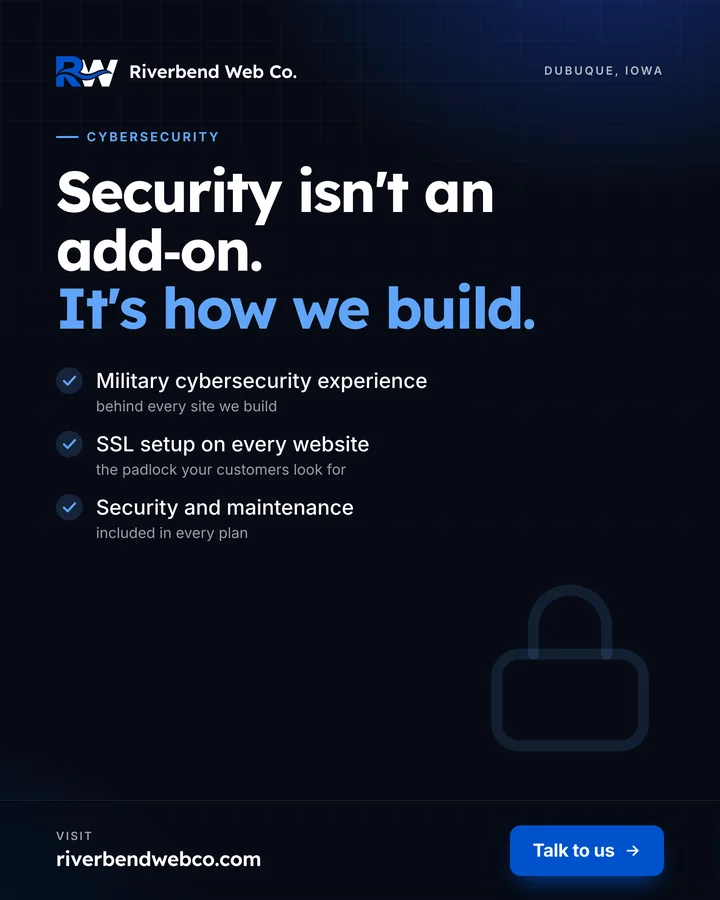 RW Riverbend Web Co.
DUBUQUE, IOWA
CYBERSECURITY
Security isn't an
add-on.
It's how we build.
Military cybersecurity experience
behind every site we build
SSL setup on every website
the padlock your customers look for
Security and maintenance
included in every plan
VISIT
riverbendwebco.com
Talk to us →